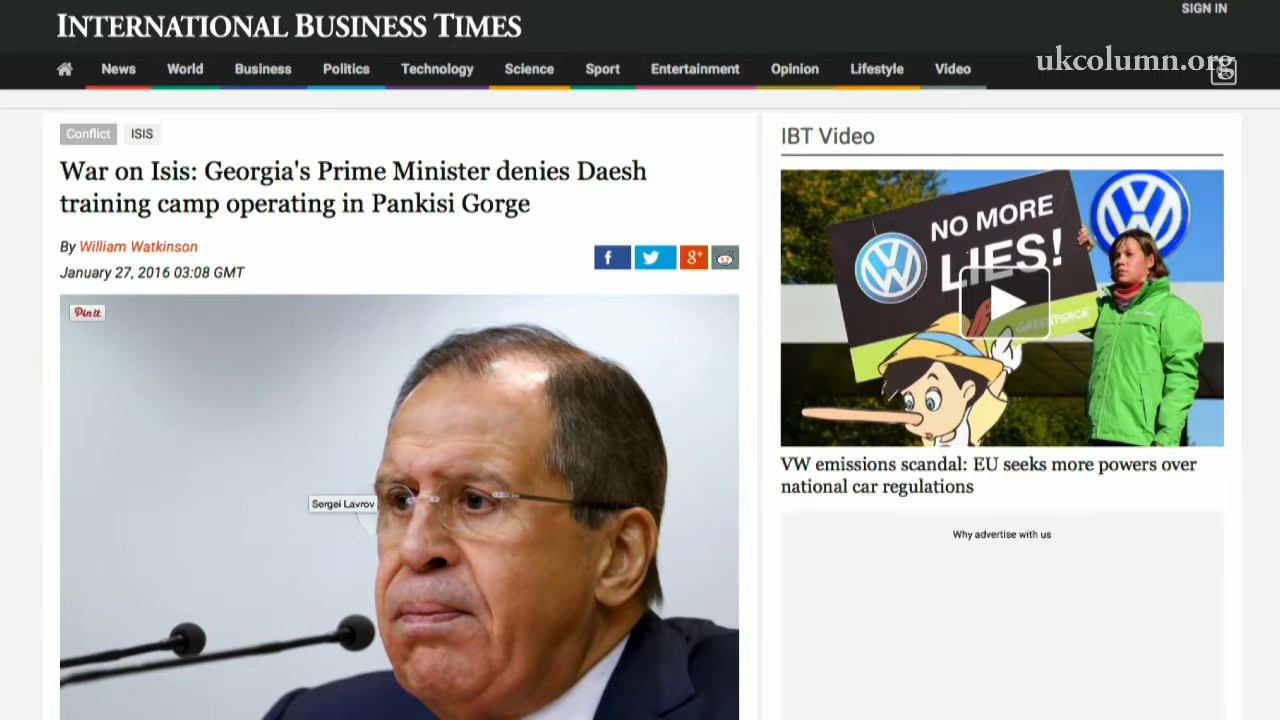 INTERNATIONAL BUSINESS TIMES
SIGN IN
ukcolumn.org
News World Business Politics Technology Science Sport Entertainment Opinion Lifestyle Video
Conflict ISIS
War on Isis: Georgia's Prime Minister denies Daesh
training camp operating in Pankisi Gorge
By William Watkinson
January 27, 2016 03:08 GMT
f g+
Pin it
Sergei Lavrov
IBT Video
NO MORE
LIES!
GREENPEACE
VW emissions scandal: EU seeks more powers over
national car regulations
Why advertise with us